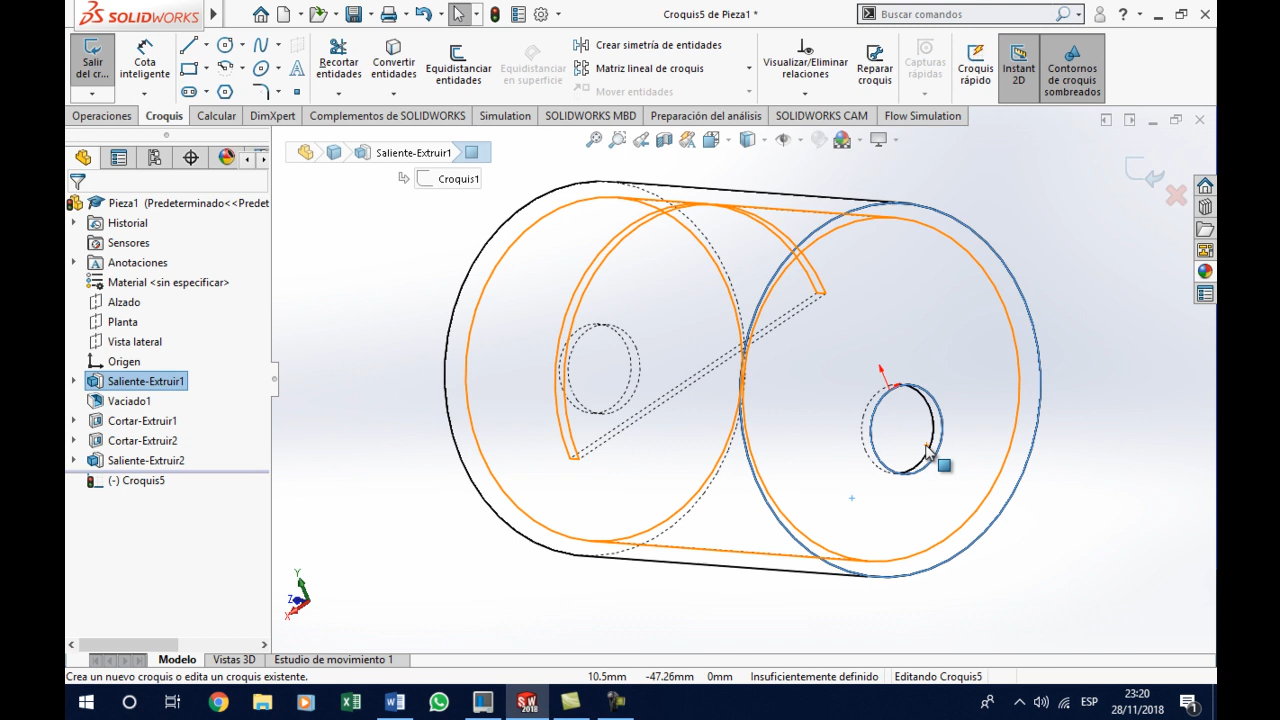 SOLIDWORKS
Croquis5 de Pieza1 *
Buscar comandos
?
Salir del cr...
Cota inteligente
Recortar entidades
Convertir entidades
Equidistanciar entidades
Equidistanciar en superficie
Crear simetría de entidades
Matriz lineal de croquis
Mover entidades
Visualizar/Eliminar relaciones
Reparar croquis
Capturas rápidas
Croquis rápido
Instant 2D
Contornos de croquis sombreados
Operaciones
Croquis
Calcular
DimXpert
Complementos de SOLIDWORKS
Simulation
SOLIDWORKS MBD
Preparación del análisis
SOLIDWORKS CAM
Flow Simulation
Saliente-Extruir1
Croquis1
Pieza1 (Predeterminado<<Predet
Historial
Sensores
Anotaciones
Material <sin especificar>
Alzado
Planta
Vista lateral
Origen
Saliente-Extruir1
Vaciado1
Cortar-Extruir1
Cortar-Extruir2
Saliente-Extruir2
(-) Croquis5
Y
Z
X
Modelo
Vistas 3D
Estudio de movimiento 1
Crea un nuevo croquis o edita un croquis existente.
10.5mm
-47.26mm
0mm
Insuficientemente definido
Editando Croquis5
SW
2018
ESP
23:20
28/11/2018
1